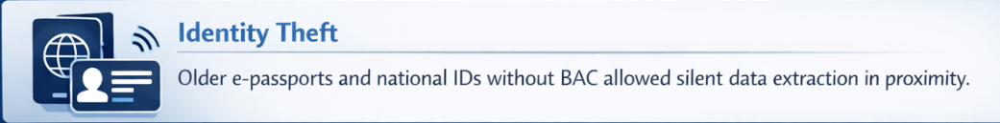 Identity Theft
Older e-passports and national IDs without BAC allowed silent data extraction in proximity.